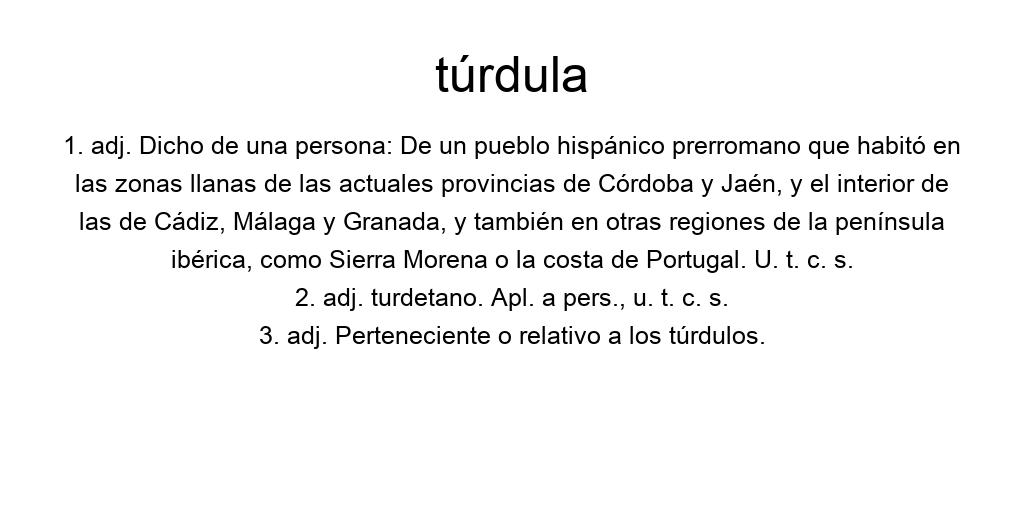 túrdula
1. adj. Dicho de una persona: De un pueblo hispánico prerromano que habitó en
las zonas llanas de las actuales provincias de Córdoba y Jaén, y el interior de
las de Cádiz, Málaga y Granada, y también en otras regiones de la península
ibérica, como Sierra Morena o la costa de Portugal. U. t. c. s.
2. adj. turdetano. Apl. a pers., u. t. c. s.
3. adj. Perteneciente o relativo a los túrdulos.